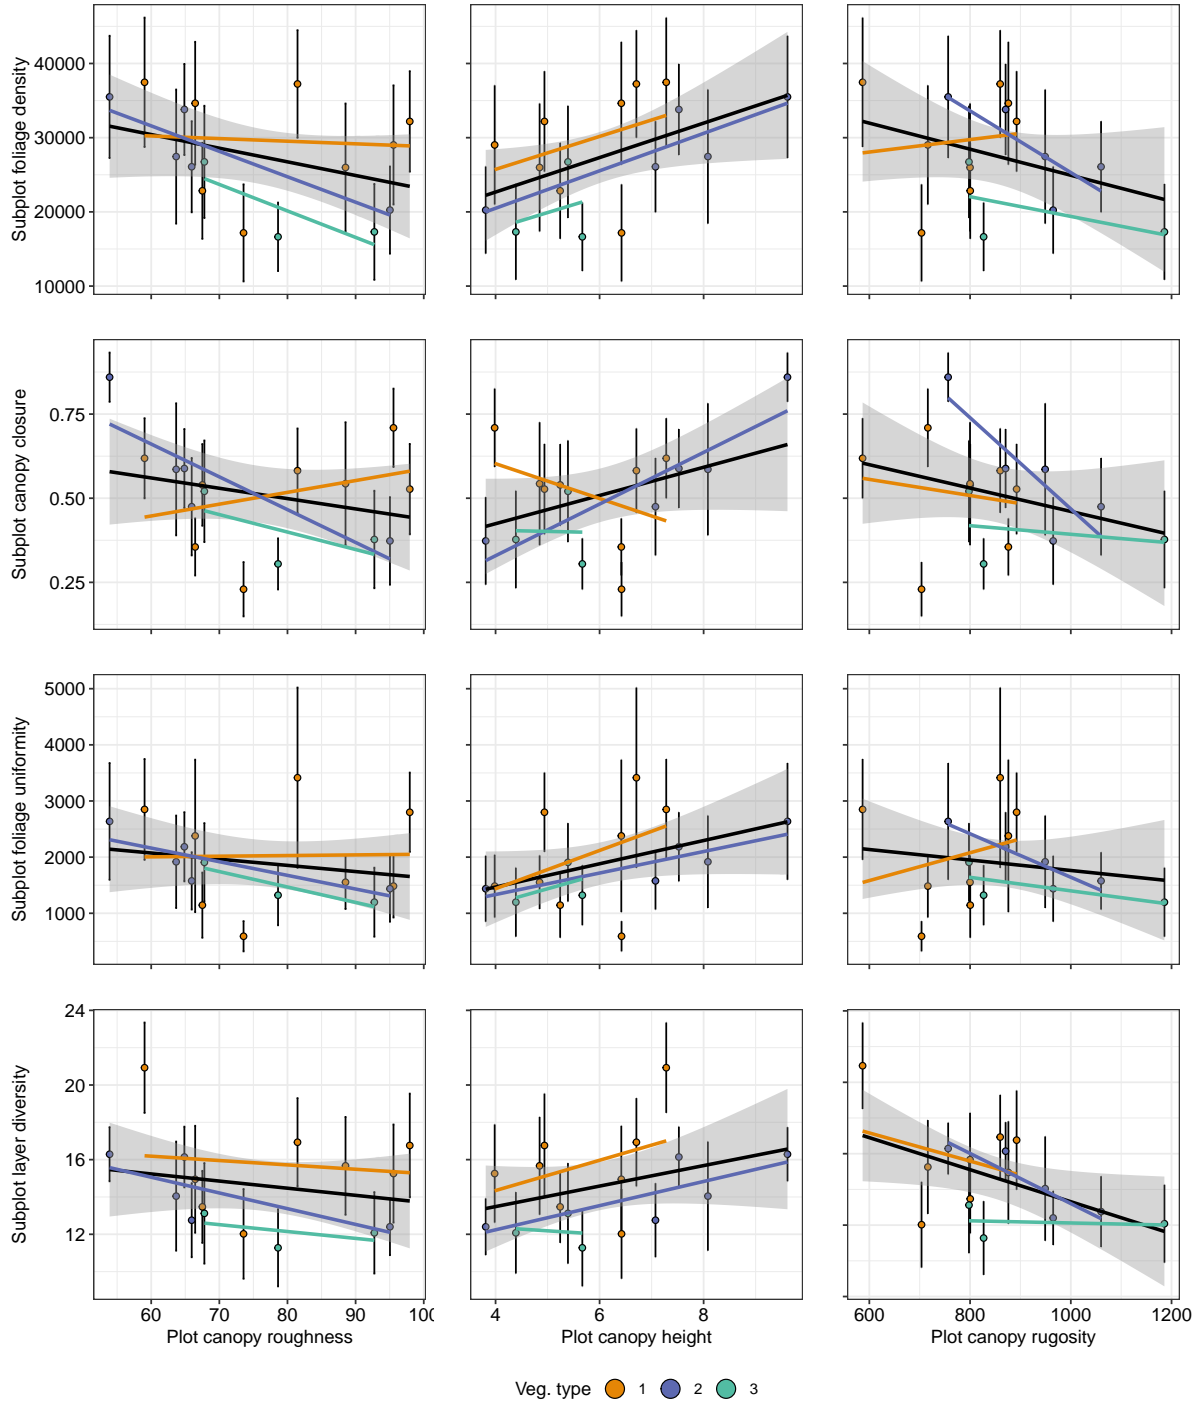 Subplot foliage density
40000
30000
20000
10000
Subplot canopy closure
0.75
0.50
0.25
Subplot foliage uniformity
5000
4000
3000
2000
1000
Subplot layer diversity
24
20
16
12
60 70 80 90 100
4 6 8
600 800 1000 1200
Plot canopy roughness
Plot canopy height
Plot canopy rugosity
Veg. type 1 2 3